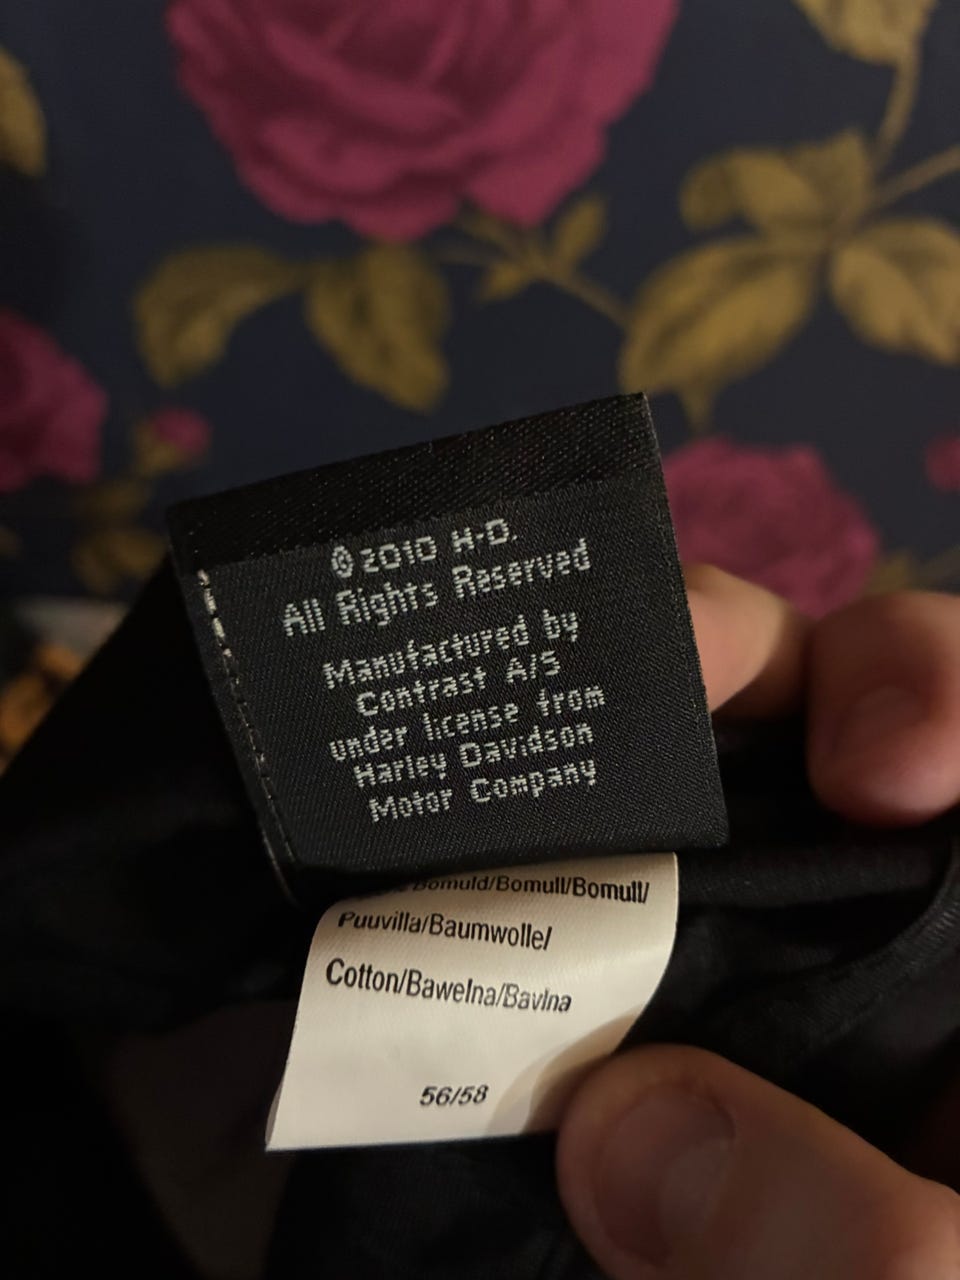 ©2010 H-D.
All Rights Reserved
Manufactured by
Contrast A/S
under license from
Harley Davidson
Motor Company
Bomuld/Bomull/Bomull/
Puuvilla/Baumwolle/
Cotton/Bawełna/Bavlna
56/58